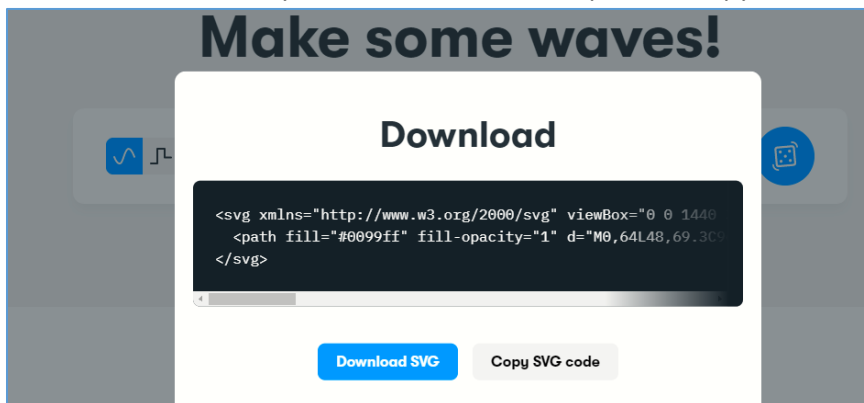 Make some waves!
Download
<svg xmlns="http://www.w3.org/2000/svg" viewBox="0 0 1440
<path fill="#0099ff" fill-opacity="1" d="M0,64L48,69.3C9
</svg>
Download SVG Copy SVG code